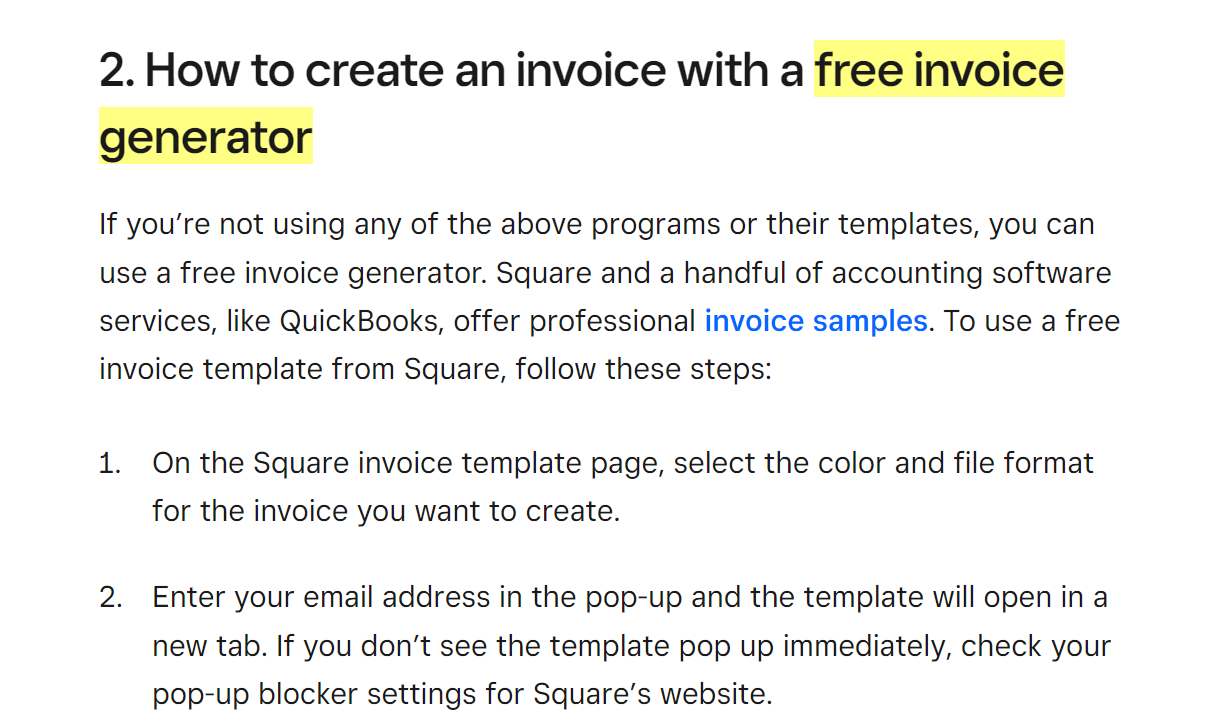 2. How to create an invoice with a free invoice
generator
If you’re not using any of the above programs or their templates, you can
use a free invoice generator. Square and a handful of accounting software
services, like QuickBooks, offer professional invoice samples. To use a free
invoice template from Square, follow these steps:
1. On the Square invoice template page, select the color and file format
for the invoice you want to create.
2. Enter your email address in the pop-up and the template will open in a
new tab. If you don’t see the template pop up immediately, check your
pop-up blocker settings for Square’s website.